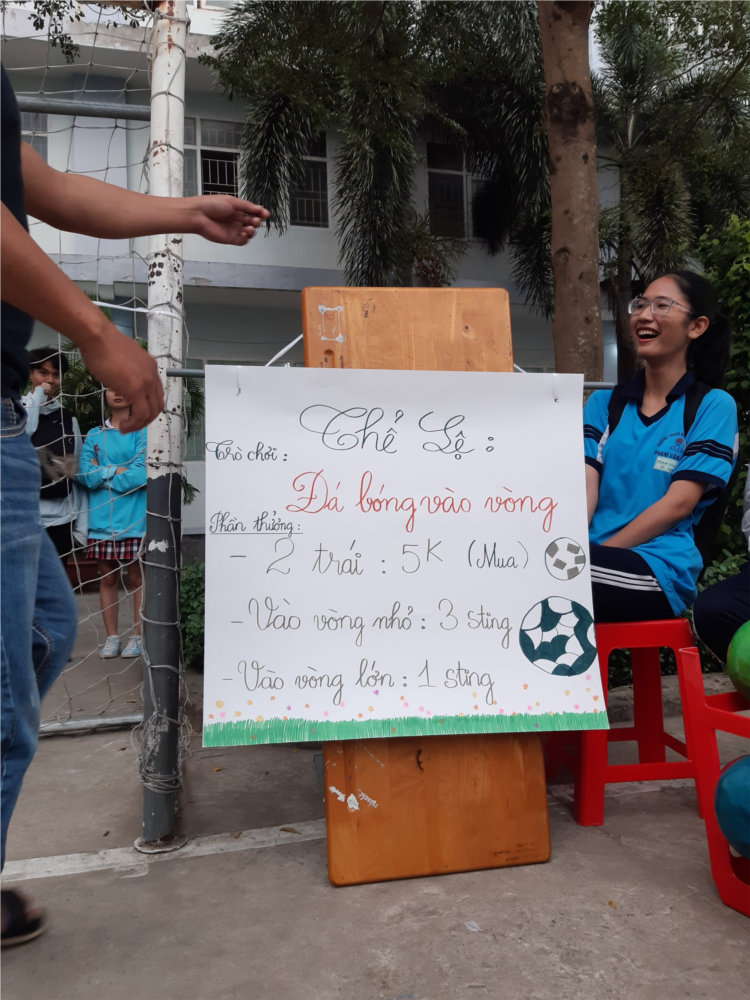 Thể Lệ :
Trò chơi :
Đá bóng vào vòng
Phần thưởng :
- 2 trái : 5K (Mua)
- Vào vòng nhỏ : 3 sting
- Vào vòng lớn : 1 sting